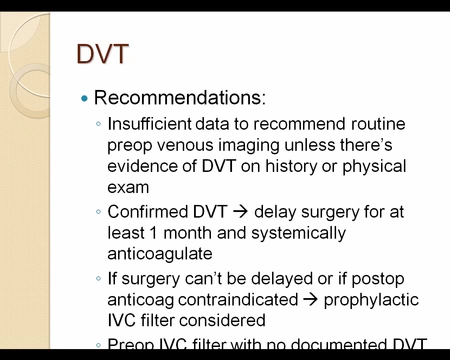 DVT
Recommendations:
Insufficient data to recommend routine
preop venous imaging unless there's
evidence of DVT on history or physical
exam
Confirmed DVT → delay surgery for at
least 1 month and systemically
anticoagulate
If surgery can't be delayed or if postop
anticoag contraindicated → prophylactic
IVC filter considered
Preop IVC filter with no documented DVT